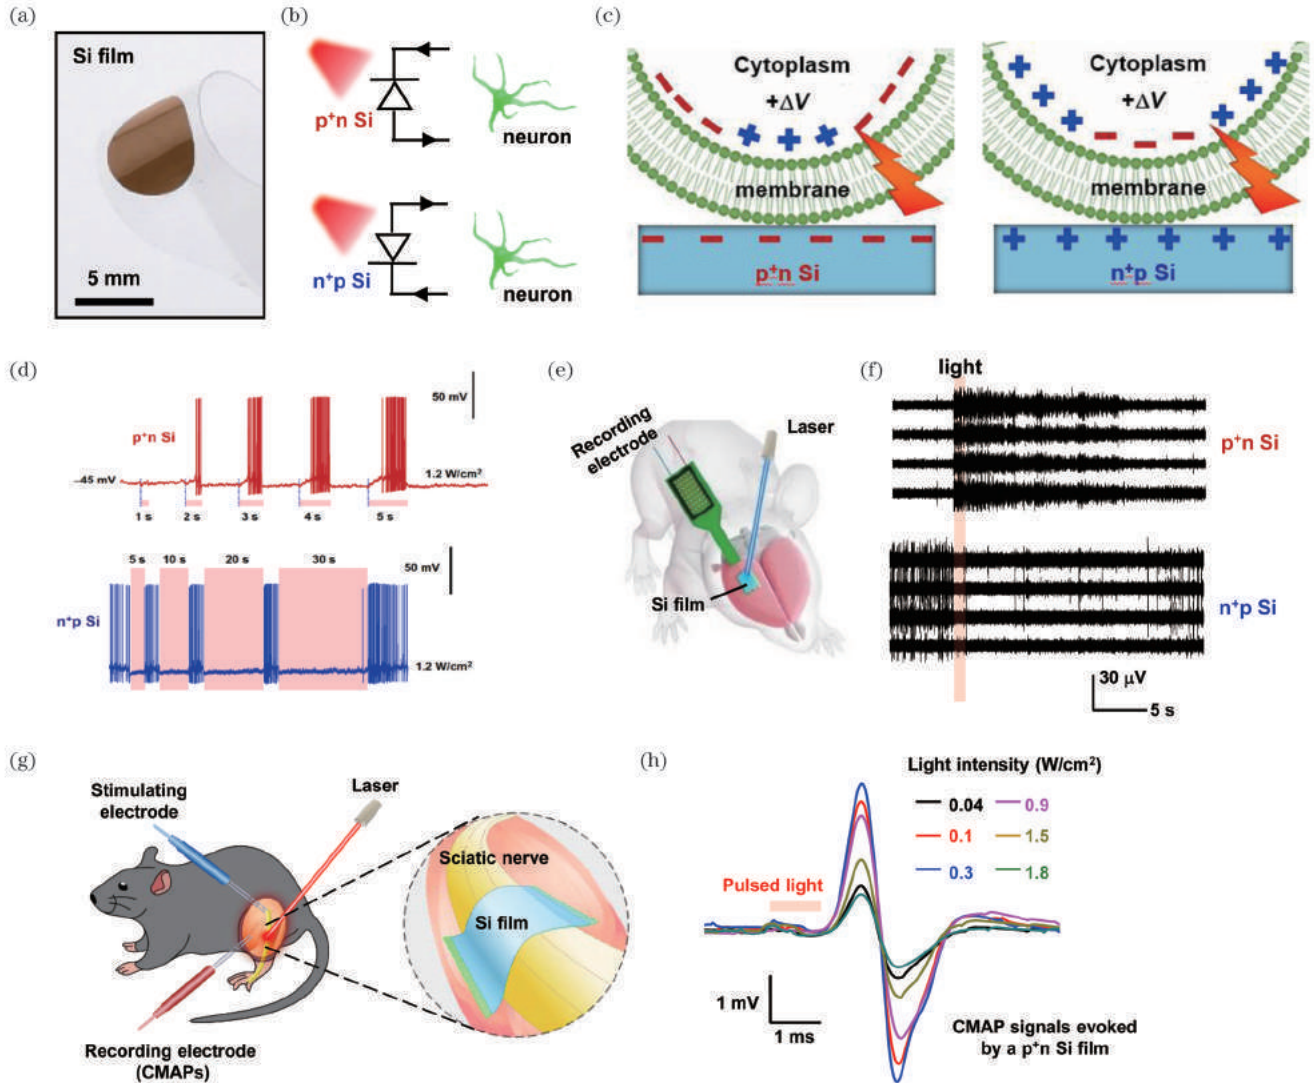 (a)
Si film
5 mm
(b)
p⁺n Si
neuron
n⁺p Si
neuron
(c)
Cytoplasm
+ΔV
membrane
p⁺n Si
Cytoplasm
+ΔV
membrane
n⁺p Si
(d)
50 mV
p⁺n Si
1.2 W/cm²
–45 mV
1 s
2 s
3 s
4 s
5 s
5 s
10 s
20 s
30 s
50 mV
n⁺p Si
1.2 W/cm²
(e)
Recording
electrode
Laser
Si film
(f)
light
p⁺n Si
n⁺p Si
30 μV
5 s
(g)
Stimulating
electrode
Laser
Sciatic nerve
Si film
Recording electrode
(CMAPs)
(h)
Light intensity (W/cm²)
0.04
0.9
0.1
1.5
0.3
1.8
Pulsed light
1 mV
1 ms
CMAP signals evoked
by a p⁺n Si film